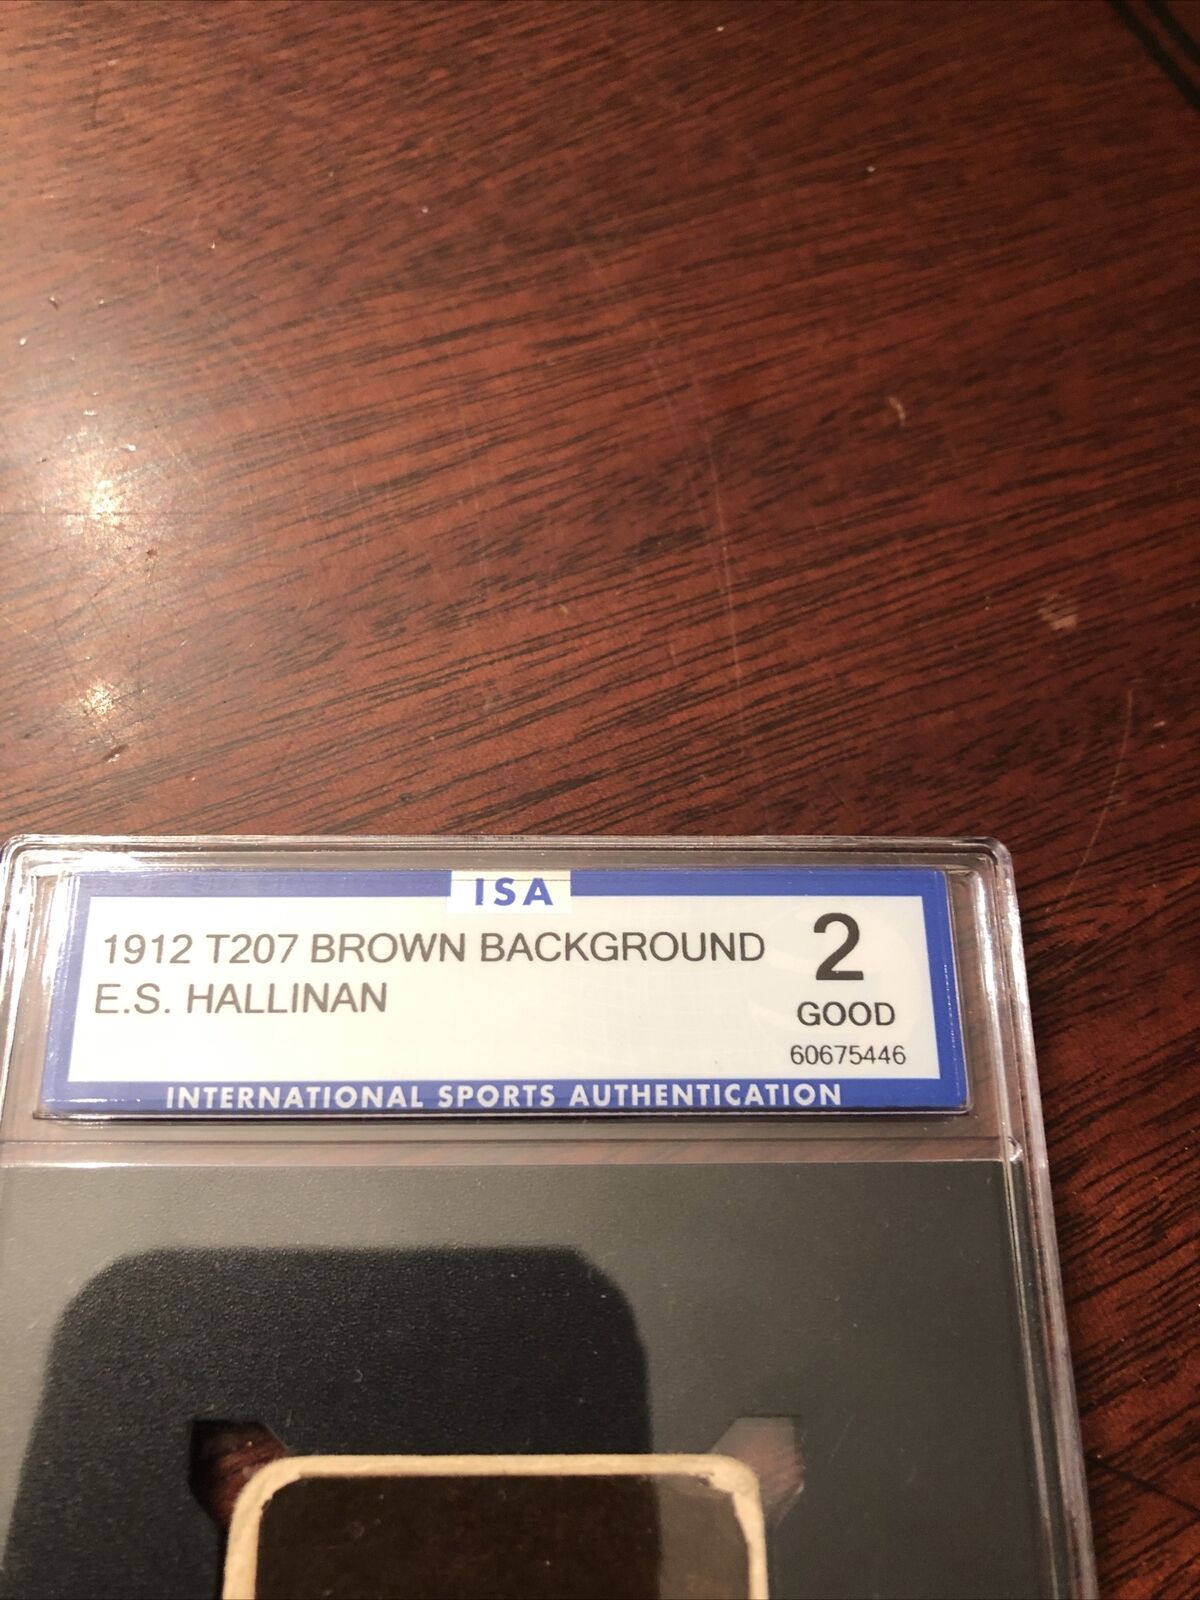 ISA
1912 T207 BROWN BACKGROUND
E.S. HALLINAN
2
GOOD
60675446
INTERNATIONAL SPORTS AUTHENTICATION